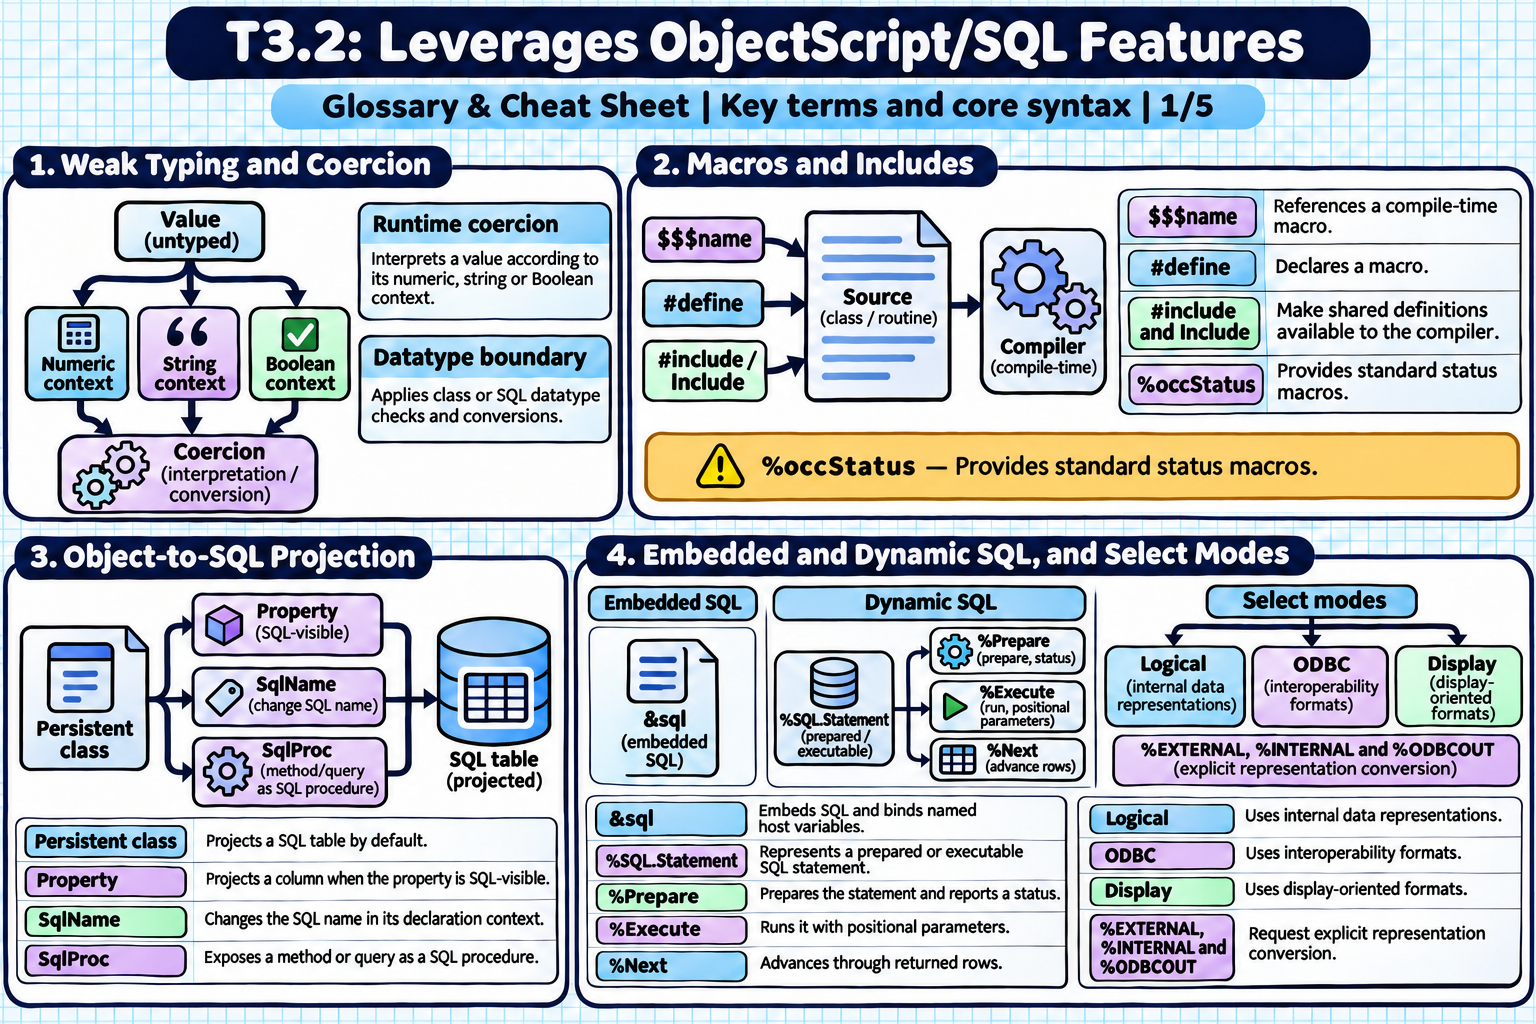 T3.2: Leverages ObjectScript/SQL Features
Glossary & Cheat Sheet | Key terms and core syntax | 1/5
1. Weak Typing and Coercion
Value
(untyped)
Numeric
context
String
context
Boolean
context
Coercion
(interpretation /
conversion)
Runtime coercion
Interprets a value according to
its numeric, string or Boolean
context.
Datatype boundary
Applies class or SQL datatype
checks and conversions.
2. Macros and Includes
$$$name
#define
#include /
Include
Source
(class / routine)
Compiler
(compile-time)
$$$name
References a compile-time
macro.
#define
Declares a macro.
#include
and Include
Make shared definitions
available to the compiler.
%occStatus
Provides standard status
macros.
%occStatus — Provides standard status macros.
3. Object-to-SQL Projection
Persistent
class
Property
(SQL-visible)
SqlName
(change SQL name)
SqlProc
(method/query
as SQL procedure)
SQL table
(projected)
Persistent class
Projects a SQL table by default.
Property
Projects a column when the property is SQL-visible.
SqlName
Changes the SQL name in its declaration context.
SqlProc
Exposes a method or query as a SQL procedure.
4. Embedded and Dynamic SQL, and Select Modes
Embedded SQL
&sql
(embedded
SQL)
Dynamic SQL
%SQL.Statement
(prepared /
executable)
%Prepare
(prepare, status)
%Execute
(run, positional
parameters)
%Next
(advance rows)
Select modes
Logical
(internal data
representations)
ODBC
(interoperability
formats)
Display
(display-
oriented
formats)
%EXTERNAL, %INTERNAL and %ODBCOUT
(explicit representation conversion)
&sql
Embeds SQL and binds named
host variables.
%SQL.Statement
Represents a prepared or executable
SQL statement.
%Prepare
Prepares the statement and reports a status.
%Execute
Runs it with positional parameters.
%Next
Advances through returned rows.
Logical
Uses internal data representations.
ODBC
Uses interoperability formats.
Display
Uses display-oriented formats.
%EXTERNAL,
%INTERNAL and
%ODBCOUT
Request explicit representation
conversion.